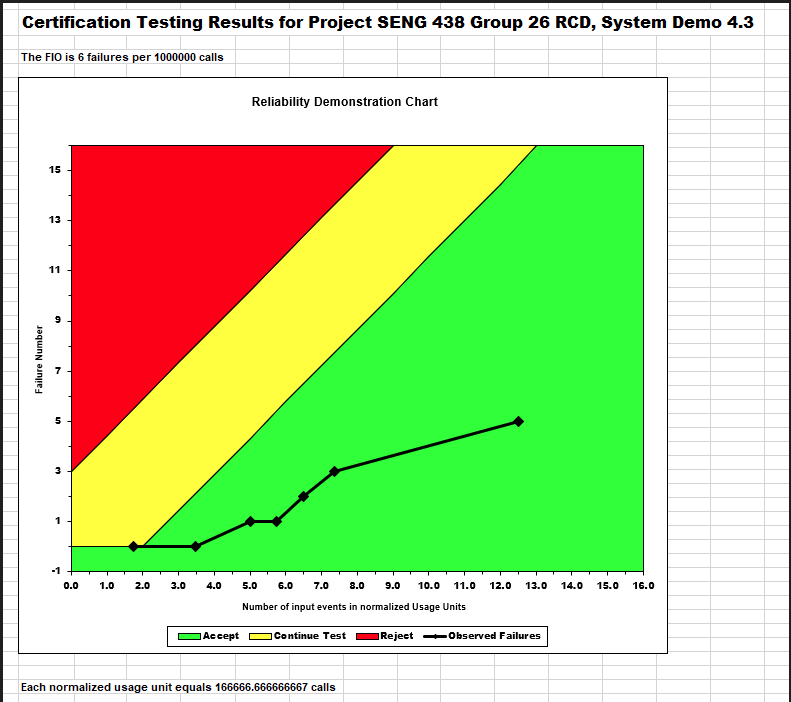 Certification Testing Results for Project SENG 438 Group 26 RCD, System Demo 4.3
The FIO is 6 failures per 1000000 calls
Reliability Demonstration Chart
15
13
11
9
7
5
3
1
-1
Failure Number
0.0 1.0 2.0 3.0 4.0 5.0 6.0 7.0 8.0 9.0 10.0 11.0 12.0 13.0 14.0 15.0 16.0
Number of input events in normalized Usage Units
Accept Continue Test Reject Observed Failures
Each normalized usage unit equals 166666.666666667 calls